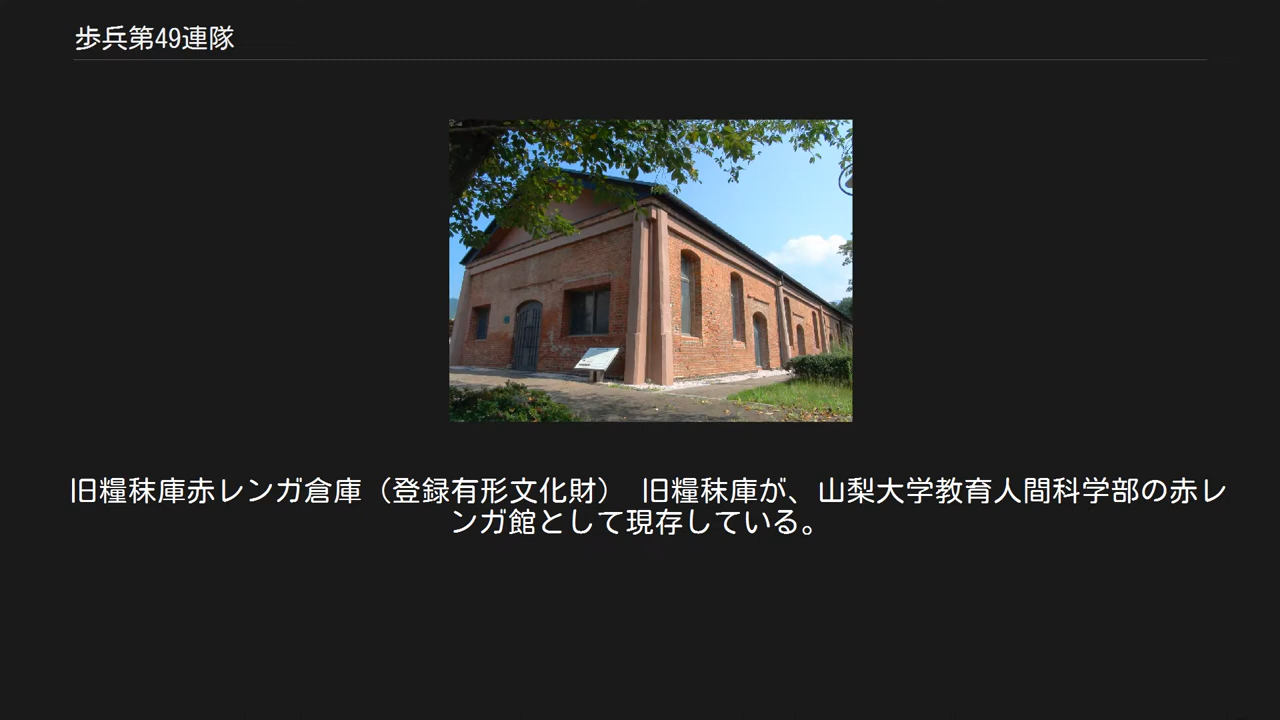 歩兵第49連隊
旧糧秣庫赤レンガ倉庫（登録有形文化財）　旧糧秣庫が、山梨大学教育人間科学部の赤レ
ンガ館として現存している。